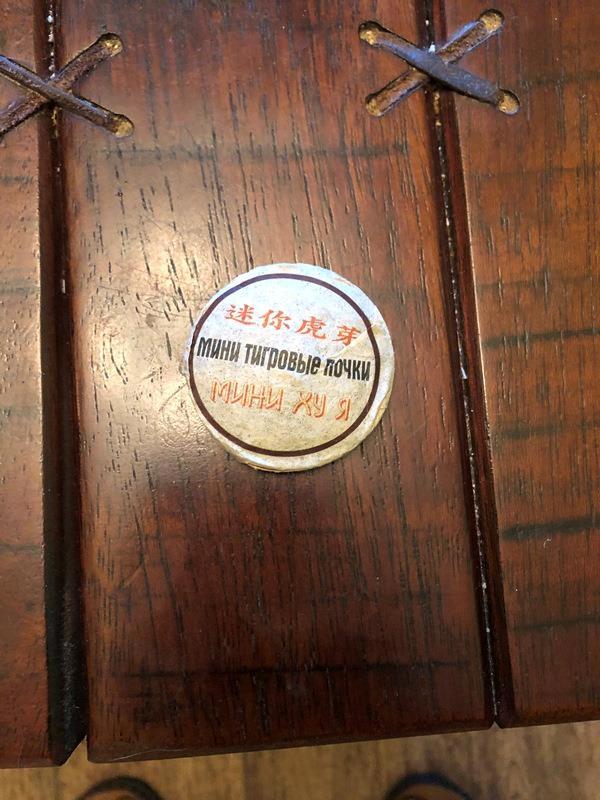 迷你虎芽
мини тигровые почки
мини ху я